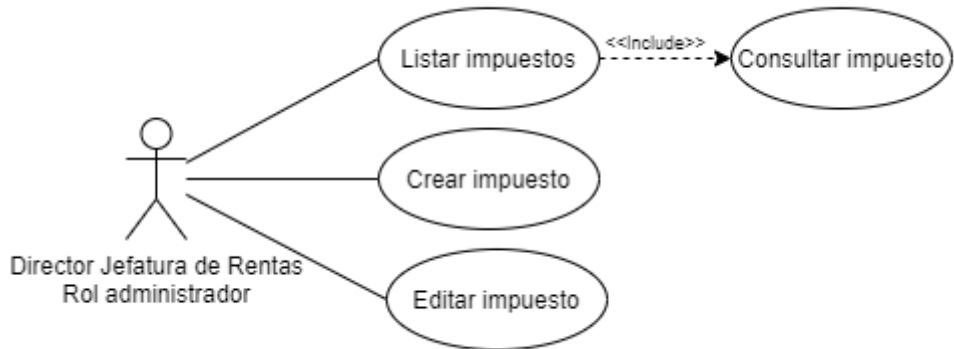 Listar impuestos
<<Include>>
Consultar impuesto
Crear impuesto
Director Jefatura de Rentas
Rol administrador
Editar impuesto